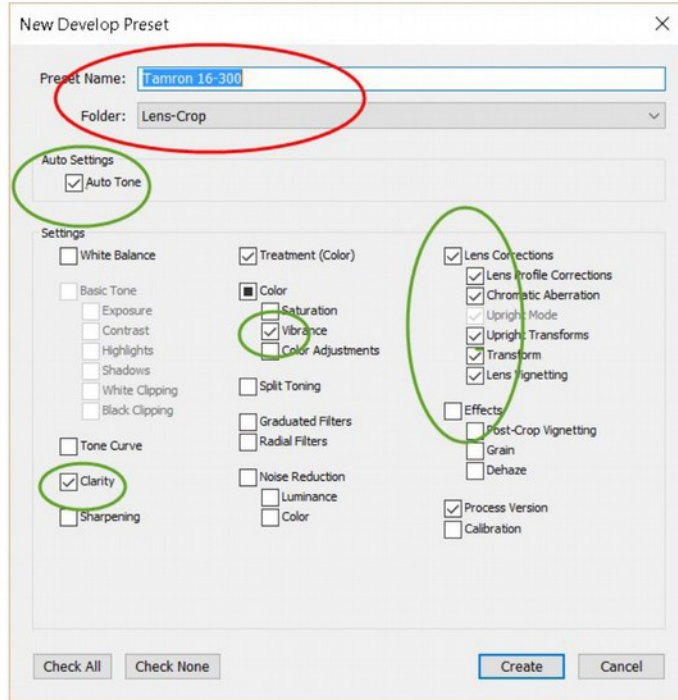 New Develop Preset
Preset Name: Tamron 16-300
Folder: Lens-Crop
Auto Settings
Auto Tone
Settings
White Balance
Basic Tone
Exposure
Contrast
Highlights
Shadows
White Clipping
Black Clipping
Tone Curve
Clarity
Sharpening
Treatment (Color)
Color
Saturation
Vibrance
Color Adjustments
Split Toning
Graduated Filters
Radial Filters
Noise Reduction
Luminance
Color
Lens Corrections
Lens Profile Corrections
Chromatic Aberration
Upright Mode
Upright Transforms
Transform
Lens Vignetting
Effects
Post-Crop Vignetting
Grain
Dehaze
Process Version
Calibration
Check All Check None Create Cancel